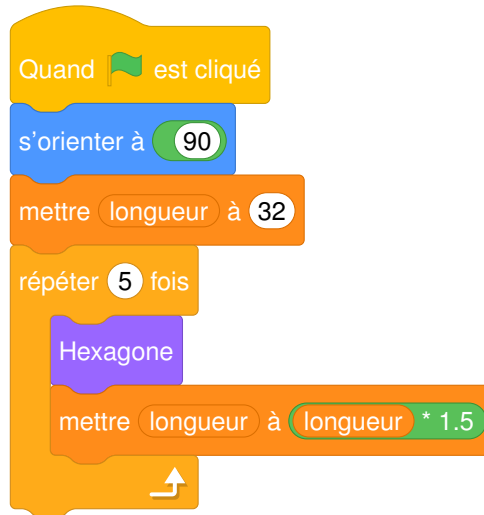 Quand est cliqué
s’orienter à 90
mettre longueur à 32
répéter 5 fois
Hexagone
mettre longueur à longueur * 1.5